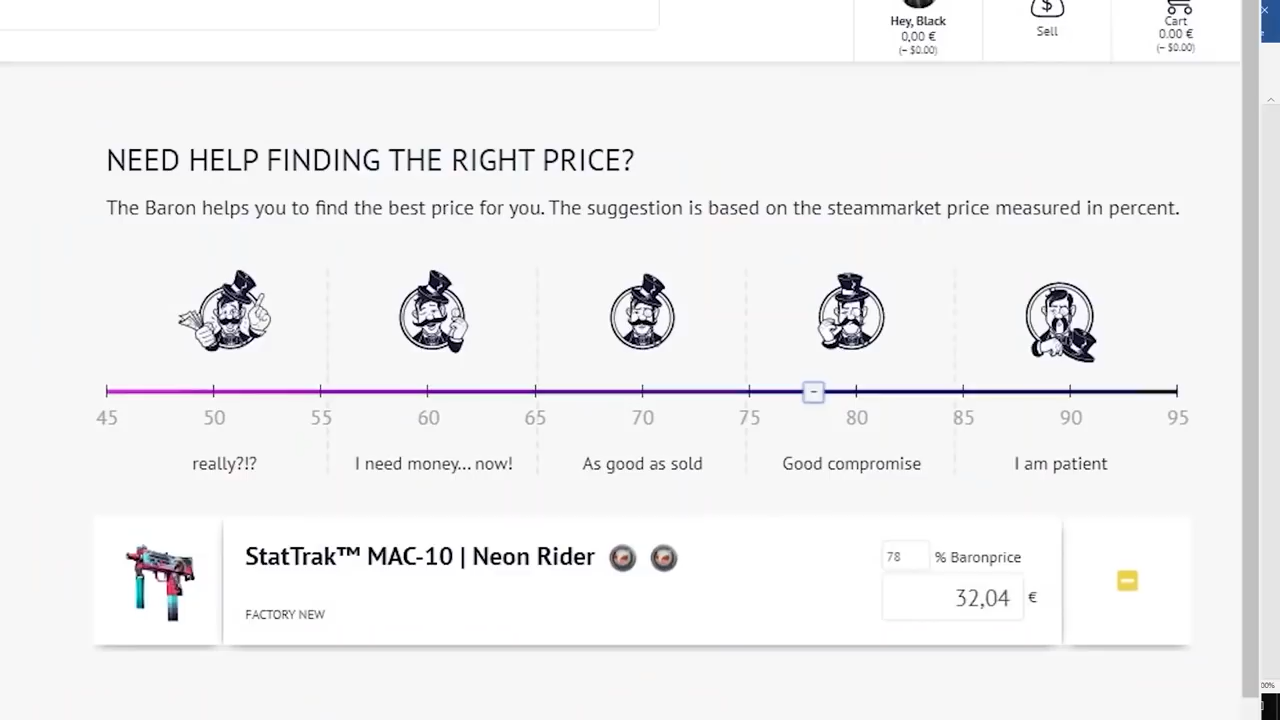 Hey, Black
0,00 €
(~ $0.00)
Sell
Cart
0.00 €
(~ $0.00)
NEED HELP FINDING THE RIGHT PRICE?
The Baron helps you to find the best price for you. The suggestion is based on the steammarket price measured in percent.
45 50 55 60 65 70 75 80 85 90 95
really?!? I need money... now! As good as sold Good compromise I am patient
StatTrak™ MAC-10 | Neon Rider
78 % Baronprice
32,04 €
FACTORY NEW
00%